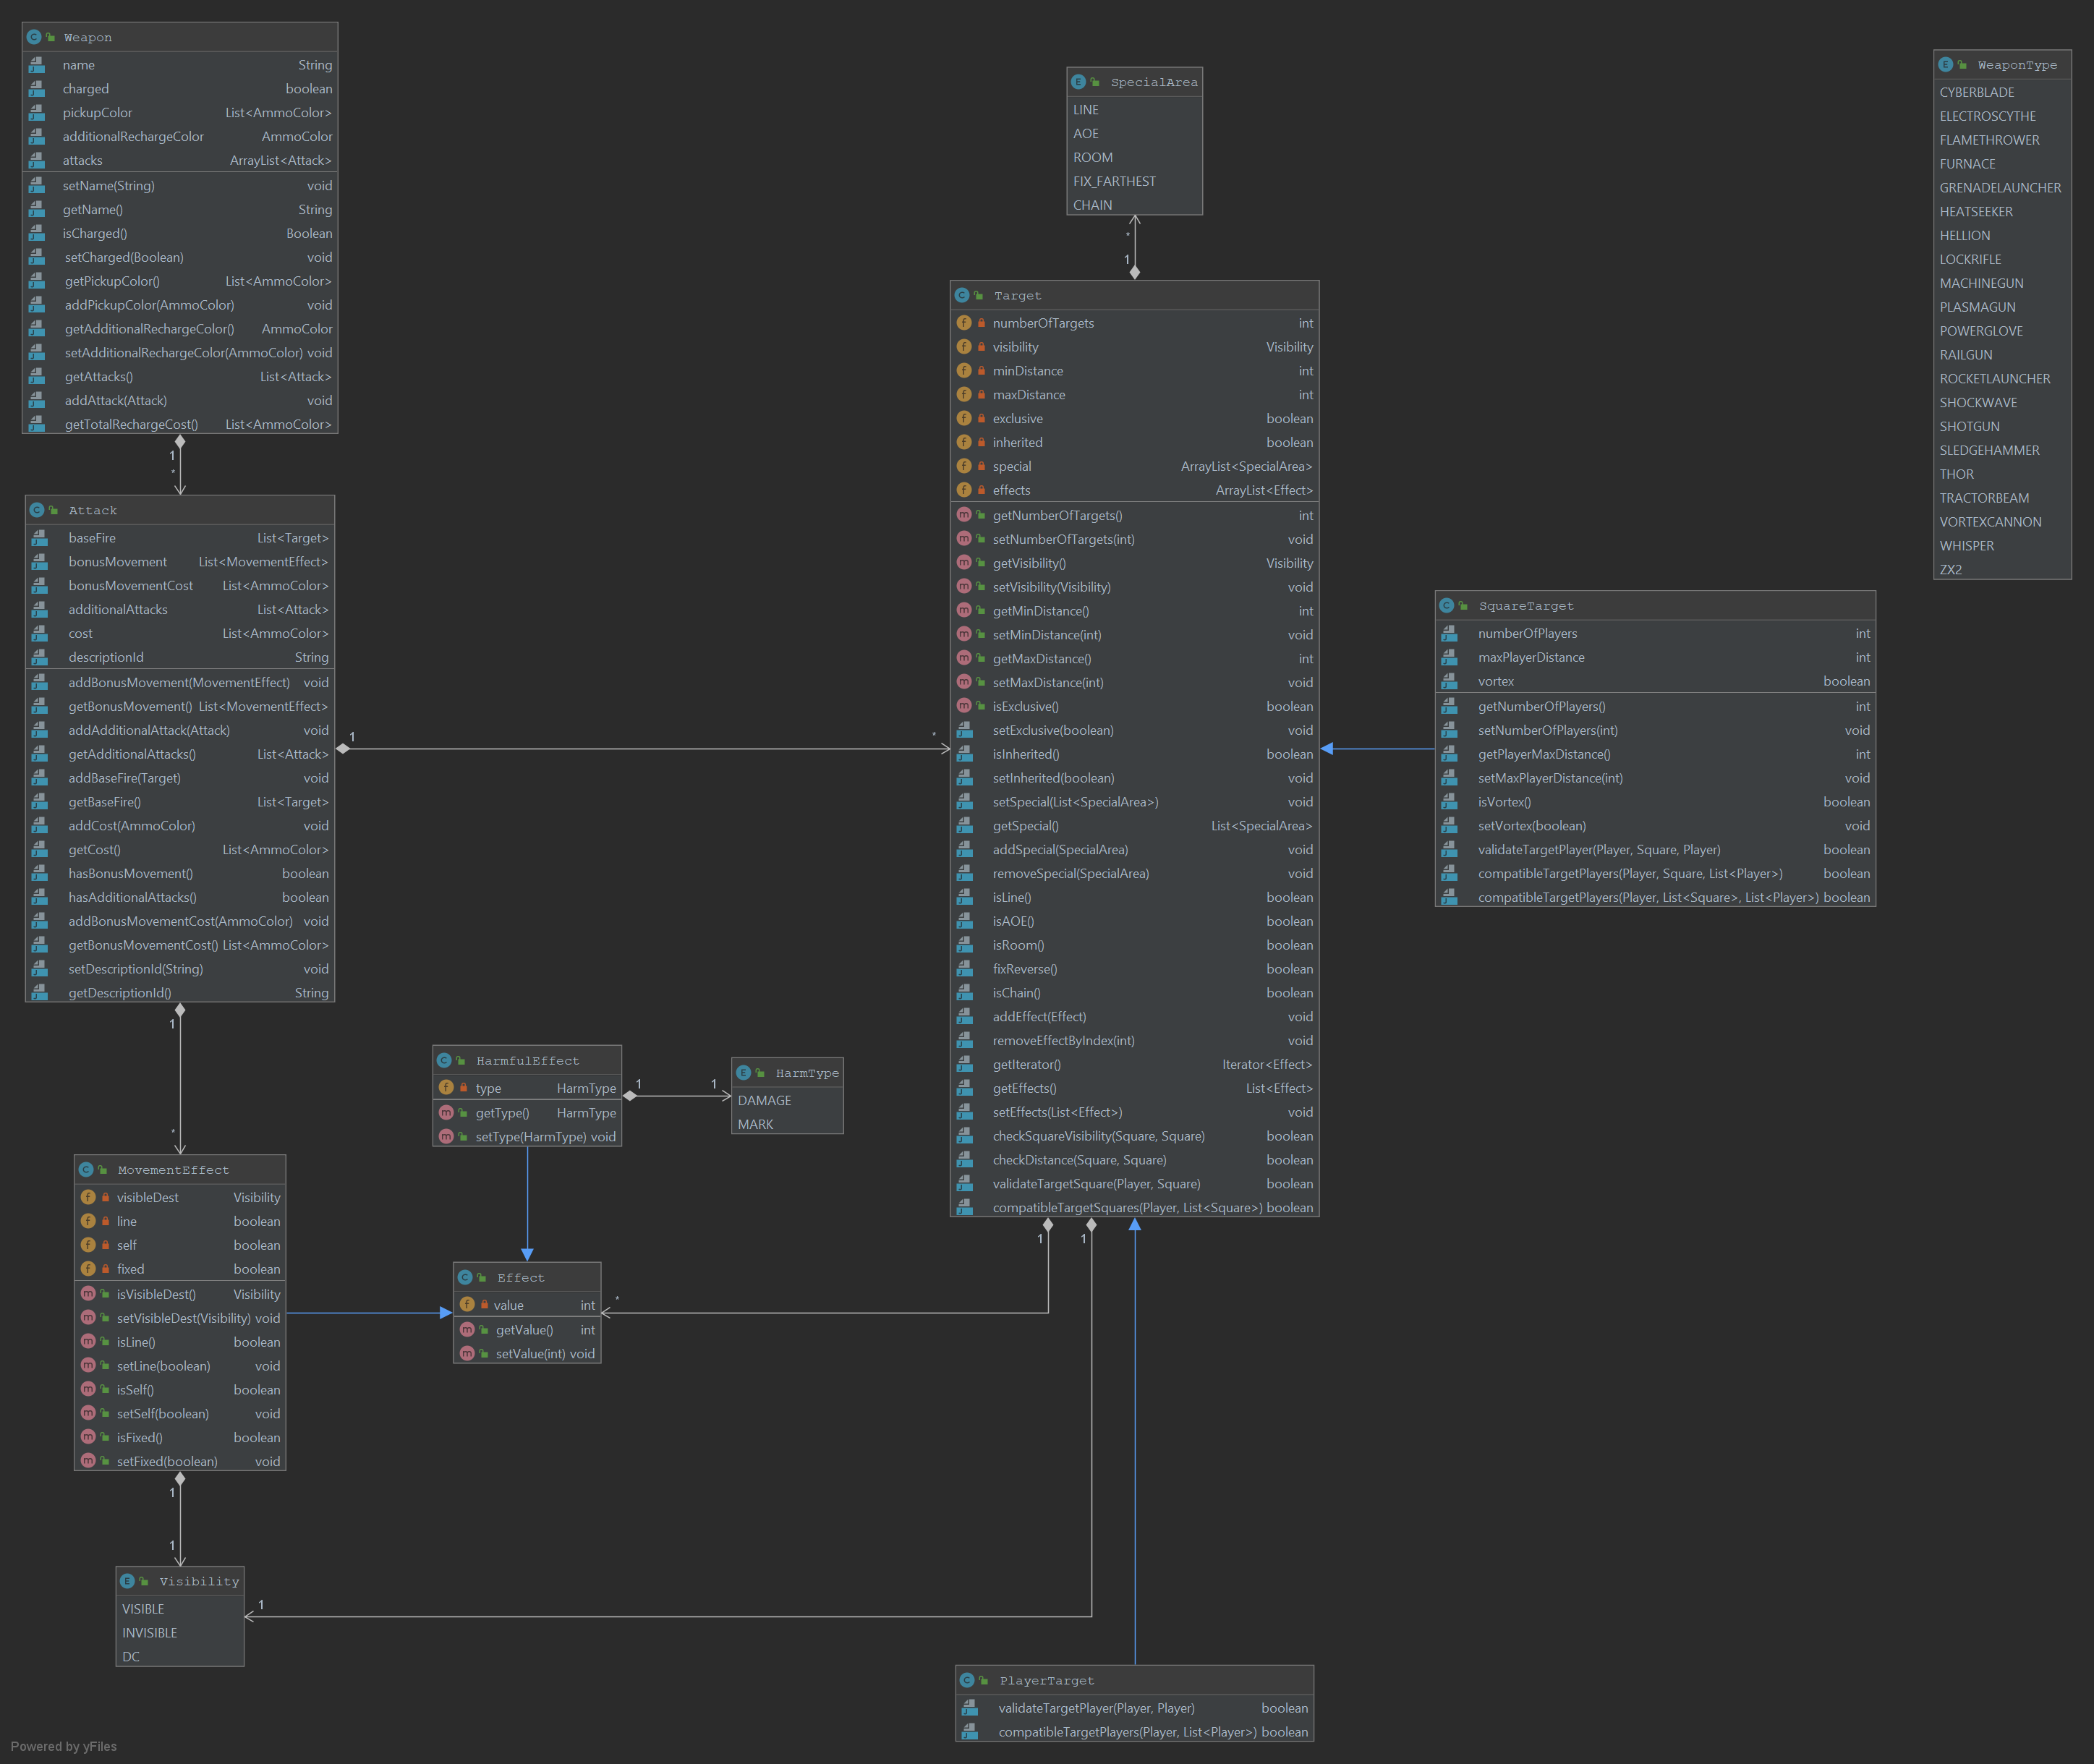 Weapon
name String
charged boolean
pickupColor List<AmmoColor>
additionalRechargeColor AmmoColor
attacks ArrayList<Attack>
setName(String) void
getName() String
isCharged() Boolean
setCharged(Boolean) void
getPickupColor() List<AmmoColor>
addPickupColor(AmmoColor) void
getAdditionalRechargeColor() AmmoColor
setAdditionalRechargeColor(AmmoColor) void
getAttacks() List<Attack>
addAttack(Attack) void
getTotalRechargeCost() List<AmmoColor>
1
*
Attack
baseFire List<Target>
bonusMovement List<MovementEffect>
bonusMovementCost List<AmmoColor>
additionalAttacks List<Attack>
cost List<AmmoColor>
descriptionId String
addBonusMovement(MovementEffect) void
getBonusMovement() List<MovementEffect>
addAdditionalAttack(Attack) void
getAdditionalAttacks() List<Attack>
addBaseFire(Target) void
getBaseFire() List<Target>
addCost(AmmoColor) void
getCost() List<AmmoColor>
hasBonusMovement() boolean
hasAdditionalAttacks() boolean
addBonusMovementCost(AmmoColor) void
getBonusMovementCost() List<AmmoColor>
setDescriptionId(String) void
getDescriptionId() String
1 *
1
*
MovementEffect
visibleDest Visibility
line boolean
self boolean
fixed boolean
isVisibleDest() Visibility
setVisibleDest(Visibility) void
isLine() boolean
setLine(boolean) void
isSelf() boolean
setSelf(boolean) void
isFixed() boolean
setFixed(boolean) void
1
1
Visibility
VISIBLE
INVISIBLE
DC
1
HarmfulEffect
type HarmType
getType() HarmType
setType(HarmType) void
1 1
HarmType
DAMAGE
MARK
Effect
value int
getValue() int
setValue(int) void
*
SpecialArea
LINE
AOE
ROOM
FIX_FARTHEST
CHAIN
*
1
Target
numberOfTargets int
visibility Visibility
minDistance int
maxDistance int
exclusive boolean
inherited boolean
special ArrayList<SpecialArea>
effects ArrayList<Effect>
getNumberOfTargets() int
setNumberOfTargets(int) void
getVisibility() Visibility
setVisibility(Visibility) void
getMinDistance() int
setMinDistance(int) void
getMaxDistance() int
setMaxDistance(int) void
isExclusive() boolean
setExclusive(boolean) void
isInherited() boolean
setInherited(boolean) void
setSpecial(List<SpecialArea>) void
getSpecial() List<SpecialArea>
addSpecial(SpecialArea) void
removeSpecial(SpecialArea) void
isLine() boolean
isAOE() boolean
isRoom() boolean
fixReverse() boolean
isChain() boolean
addEffect(Effect) void
removeEffectByIndex(int) void
getIterator() Iterator<Effect>
getEffects() List<Effect>
setEffects(List<Effect>) void
checkSquareVisibility(Square, Square) boolean
checkDistance(Square, Square) boolean
validateTargetSquare(Player, Square) boolean
compatibleTargetSquares(Player, List<Square>) boolean
1 1
PlayerTarget
validateTargetPlayer(Player, Player) boolean
compatibleTargetPlayers(Player, List<Player>) boolean
SquareTarget
numberOfPlayers int
maxPlayerDistance int
vortex boolean
getNumberOfPlayers() int
setNumberOfPlayers(int) void
getPlayerMaxDistance() int
setMaxPlayerDistance(int) void
isVortex() boolean
setVortex(boolean) void
validateTargetPlayer(Player, Square, Player) boolean
compatibleTargetPlayers(Player, Square, List<Player>) boolean
compatibleTargetPlayers(Player, List<Square>, List<Player>) boolean
WeaponType
CYBERBLADE
ELECTROSCYTHE
FLAMETHROWER
FURNACE
GRENADELAUNCHER
HEATSEEKER
HELLION
LOCKRIFLE
MACHINEGUN
PLASMAGUN
POWERGLOVE
RAILGUN
ROCKETLAUNCHER
SHOCKWAVE
SHOTGUN
SLEDGEHAMMER
THOR
TRACTORBEAM
VORTEXCANNON
WHISPER
ZX2
Powered by yFiles